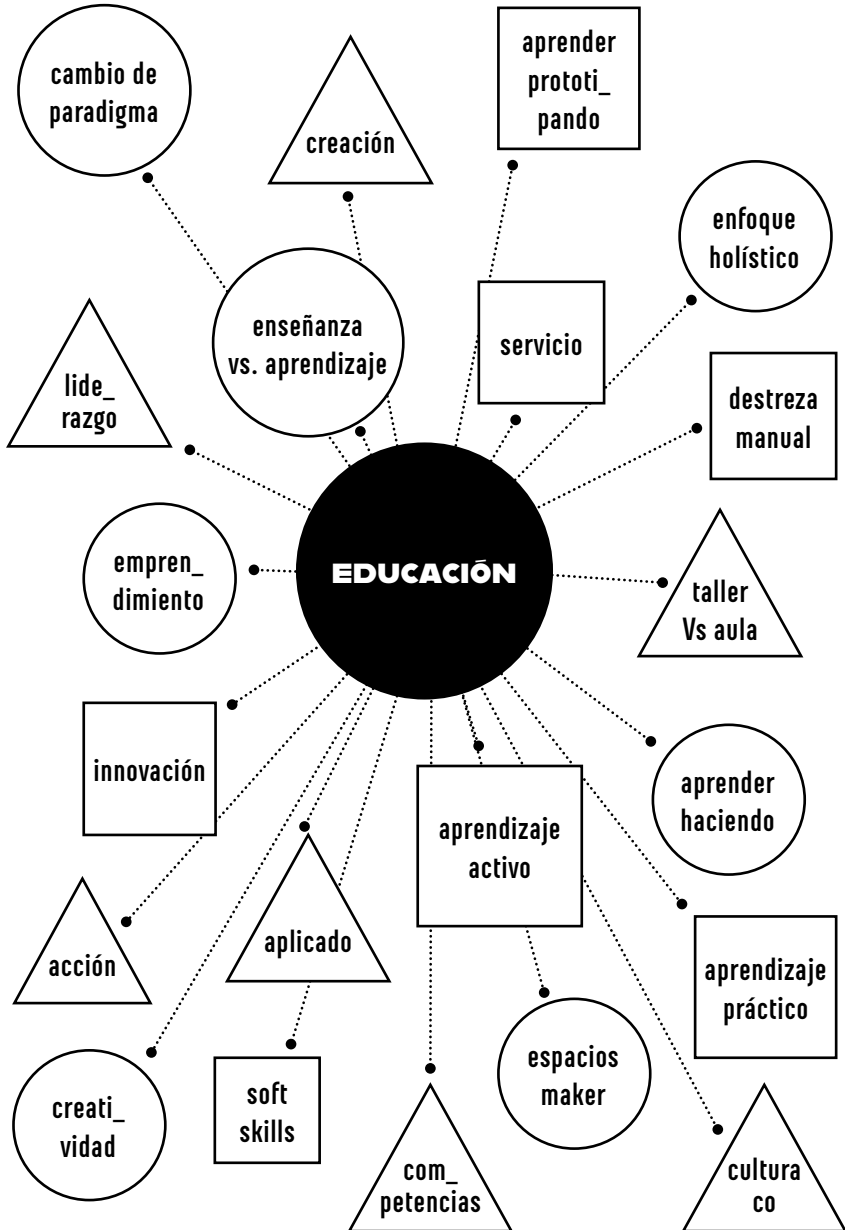 cambio de
paradigma
creación
aprender
prototi_
pando
enfoque
holístico
enseñanza
vs. aprendizaje
servicio
lide_
razgo
destreza
manual
empren_
dimiento
EDUCACIÓN
taller
Vs aula
innovación
aprender
haciendo
aprendizaje
activo
acción
aplicado
aprendizaje
práctico
creati_
vidad
soft
skills
espacios
maker
com_
petencias
cultura
co